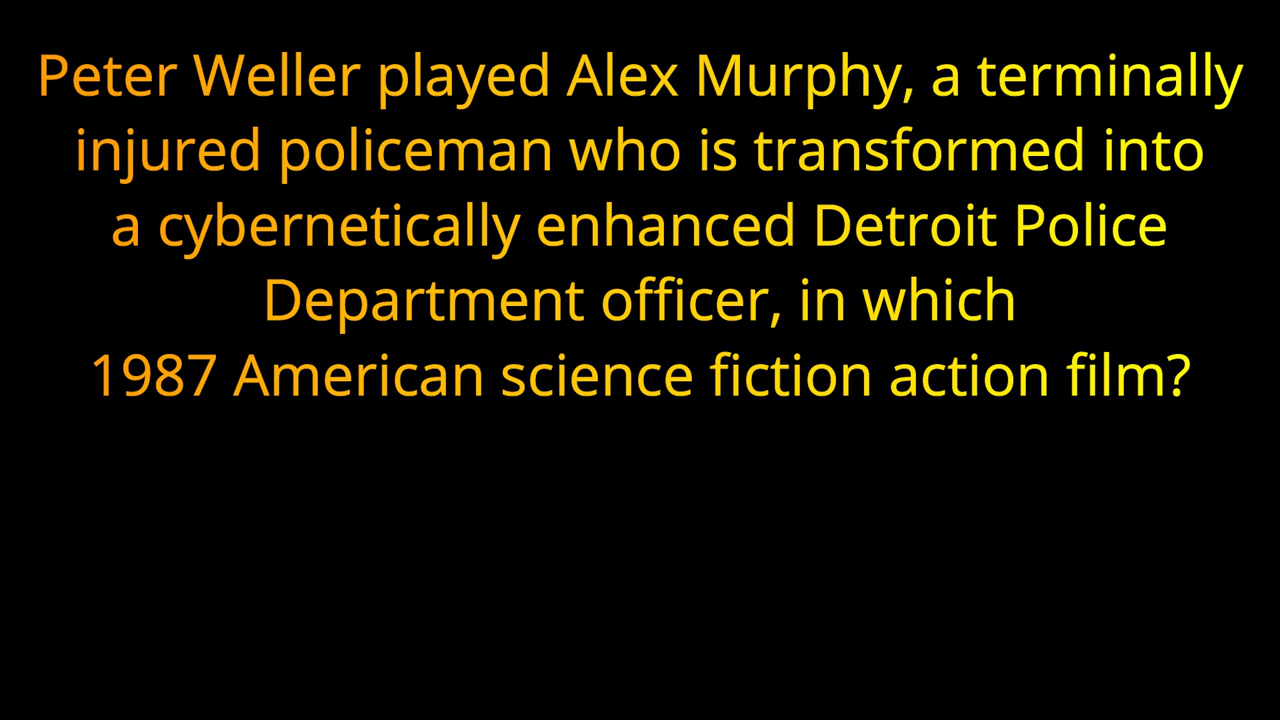 Peter Weller played Alex Murphy, a terminally
injured policeman who is transformed into
a cybernetically enhanced Detroit Police
Department officer, in which
1987 American science fiction action film?